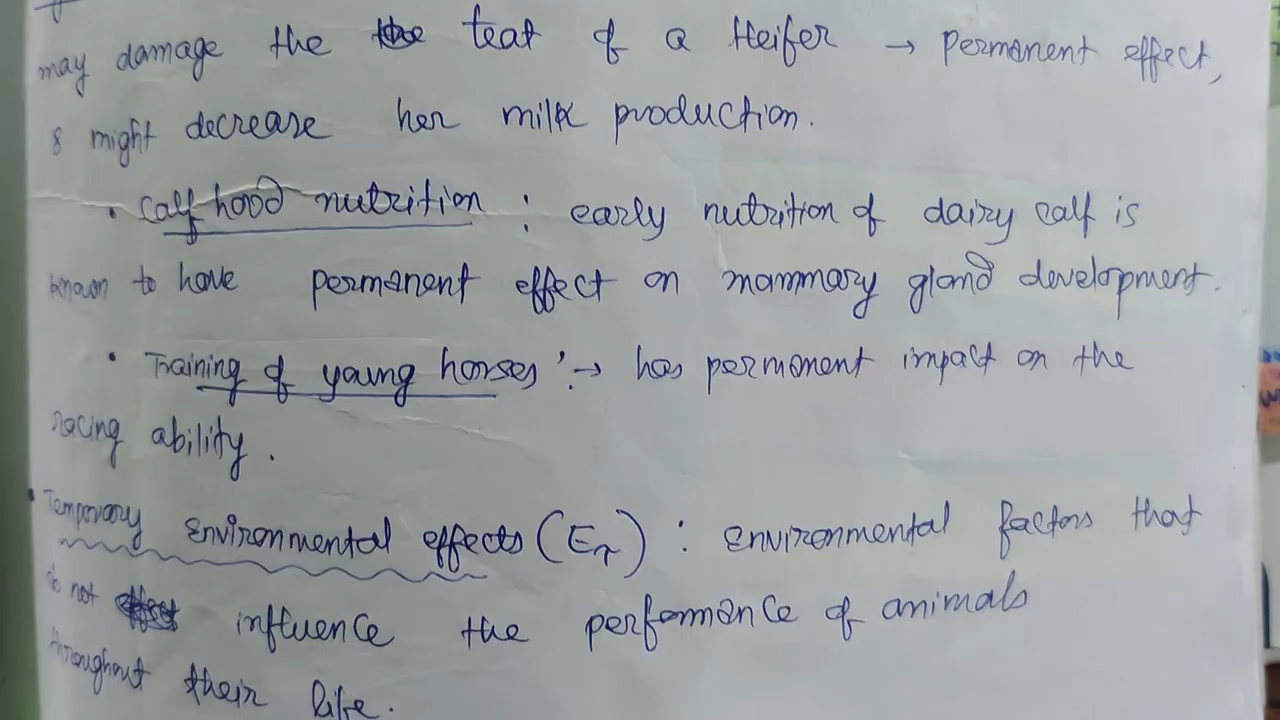 may damage the teat of a Heifer → permanent effect,
& might decrease her milk production.
• Calf hood nutrition : early nutrition of dairy calf is
known to have permanent effect on mammary gland development.
• Training of young horses :→ has permanent impact on the
racing ability.
• Temporary Environmental effects (ET) : Environmental factors that
do not influence the performance of animals
throughout their life.